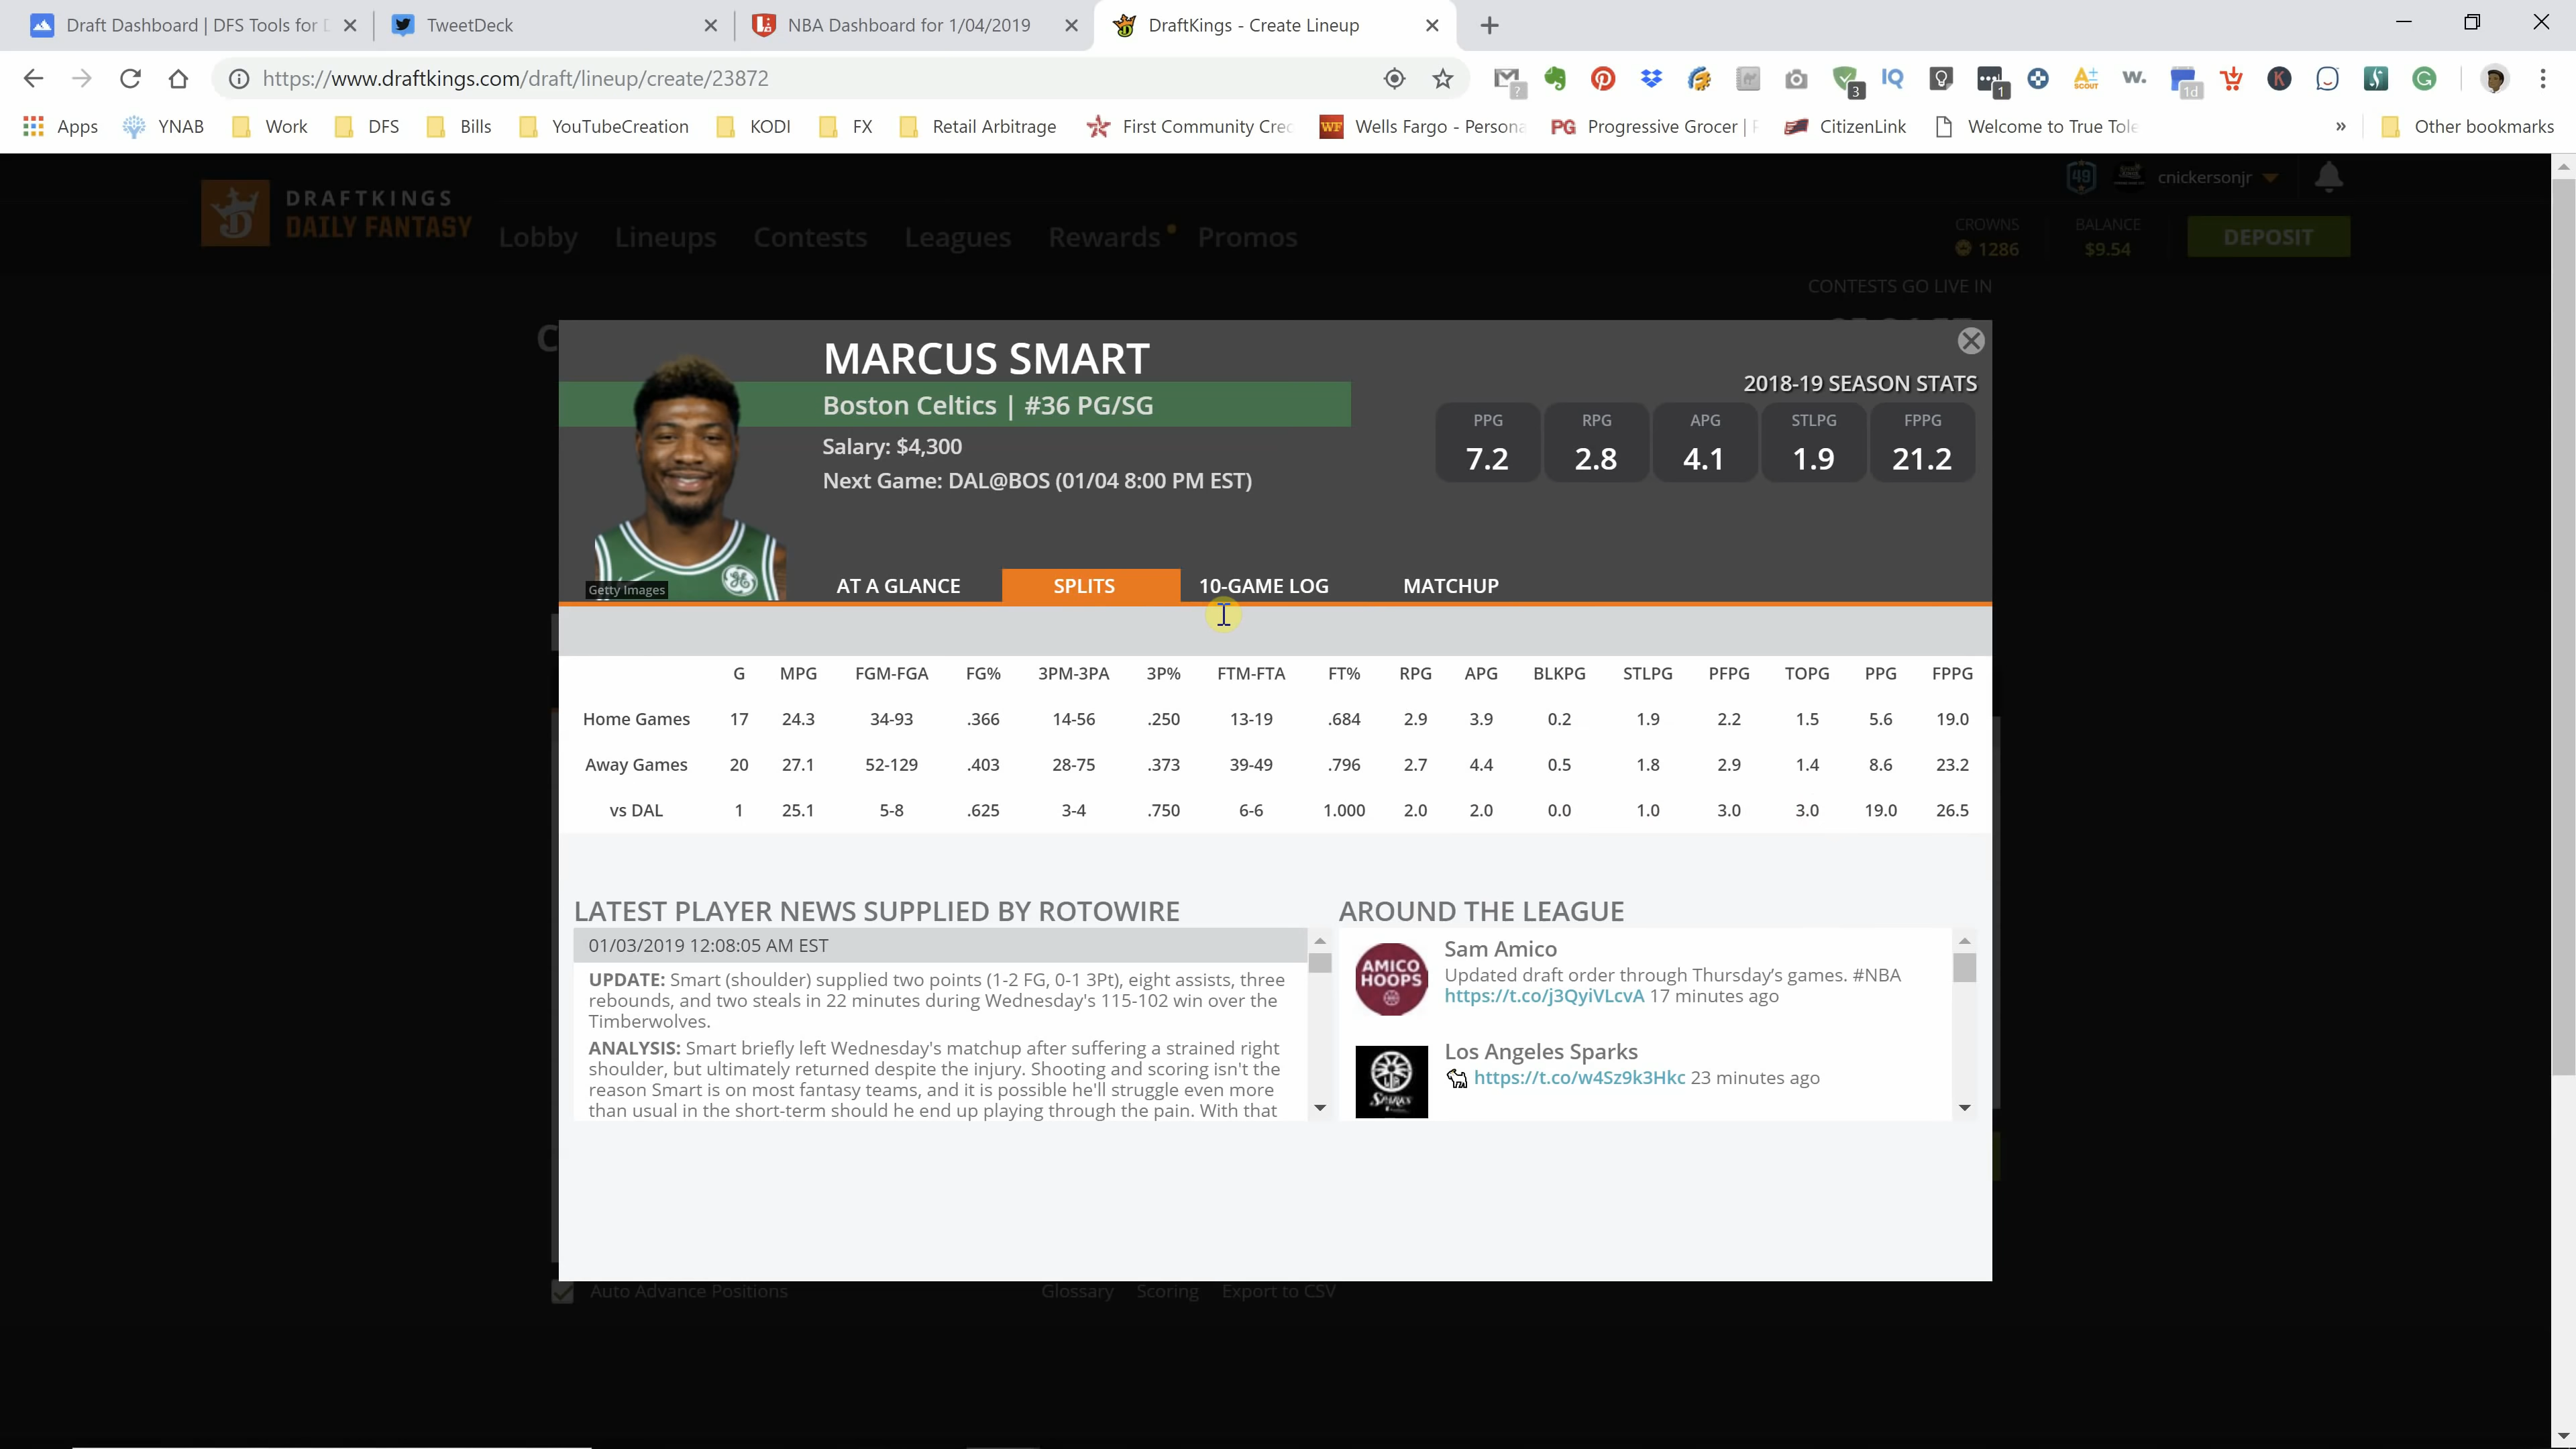 Draft Dashboard | DFS Tools for D
TweetDeck
NBA Dashboard for 1/04/2019
DraftKings - Create Lineup
https://www.draftkings.com/draft/lineup/create/23872
?
3
IQ
1
A+ SCOUT
w.
1d
K
G
Apps
YNAB
Work
DFS
Bills
YouTubeCreation
KODI
FX
Retail Arbitrage
First Community Cre
WF
Wells Fargo - Persona
PG
Progressive Grocer |
CitizenLink
Welcome to True Tole
»
Other bookmarks
49
cnickersonjr
DRAFTKINGS
DAILY FANTASY
Lobby
Lineups
Contests
Leagues
Rewards
Promos
CROWNS
1286
BALANCE
$9.54
DEPOSIT
CONTESTS GO LIVE IN
C
MARCUS SMART
Boston Celtics | #36 PG/SG
Salary: $4,300
Next Game: DAL@BOS (01/04 8:00 PM EST)
Getty Images
2018-19 SEASON STATS
PPG RPG APG STLPG FPPG
7.2 2.8 4.1 1.9 21.2
AT A GLANCE SPLITS 10-GAME LOG MATCHUP
G MPG FGM-FGA FG% 3PM-3PA 3P% FTM-FTA FT% RPG APG BLKPG STLPG PFPG TOPG PPG FPPG
Home Games 17 24.3 34-93 .366 14-56 .250 13-19 .684 2.9 3.9 0.2 1.9 2.2 1.5 5.6 19.0
Away Games 20 27.1 52-129 .403 28-75 .373 39-49 .796 2.7 4.4 0.5 1.8 2.9 1.4 8.6 23.2
vs DAL 1 25.1 5-8 .625 3-4 .750 6-6 1.000 2.0 2.0 0.0 1.0 3.0 3.0 19.0 26.5
LATEST PLAYER NEWS SUPPLIED BY ROTOWIRE
01/03/2019 12:08:05 AM EST
UPDATE: Smart (shoulder) supplied two points (1-2 FG, 0-1 3Pt), eight assists, three
rebounds, and two steals in 22 minutes during Wednesday's 115-102 win over the
Timberwolves.
ANALYSIS: Smart briefly left Wednesday's matchup after suffering a strained right
shoulder, but ultimately returned despite the injury. Shooting and scoring isn't the
reason Smart is on most fantasy teams, and it is possible he'll struggle even more
than usual in the short-term should he end up playing through the pain. With that
AROUND THE LEAGUE
AMICO
HOOPS
Sam Amico
Updated draft order through Thursday’s games. #NBA
https://t.co/j3QyiVLcvA 17 minutes ago
SPARKS
Los Angeles Sparks
https://t.co/w4Sz9k3Hkc 23 minutes ago
Auto Advance Positions
Glossary
Scoring
Export to CSV